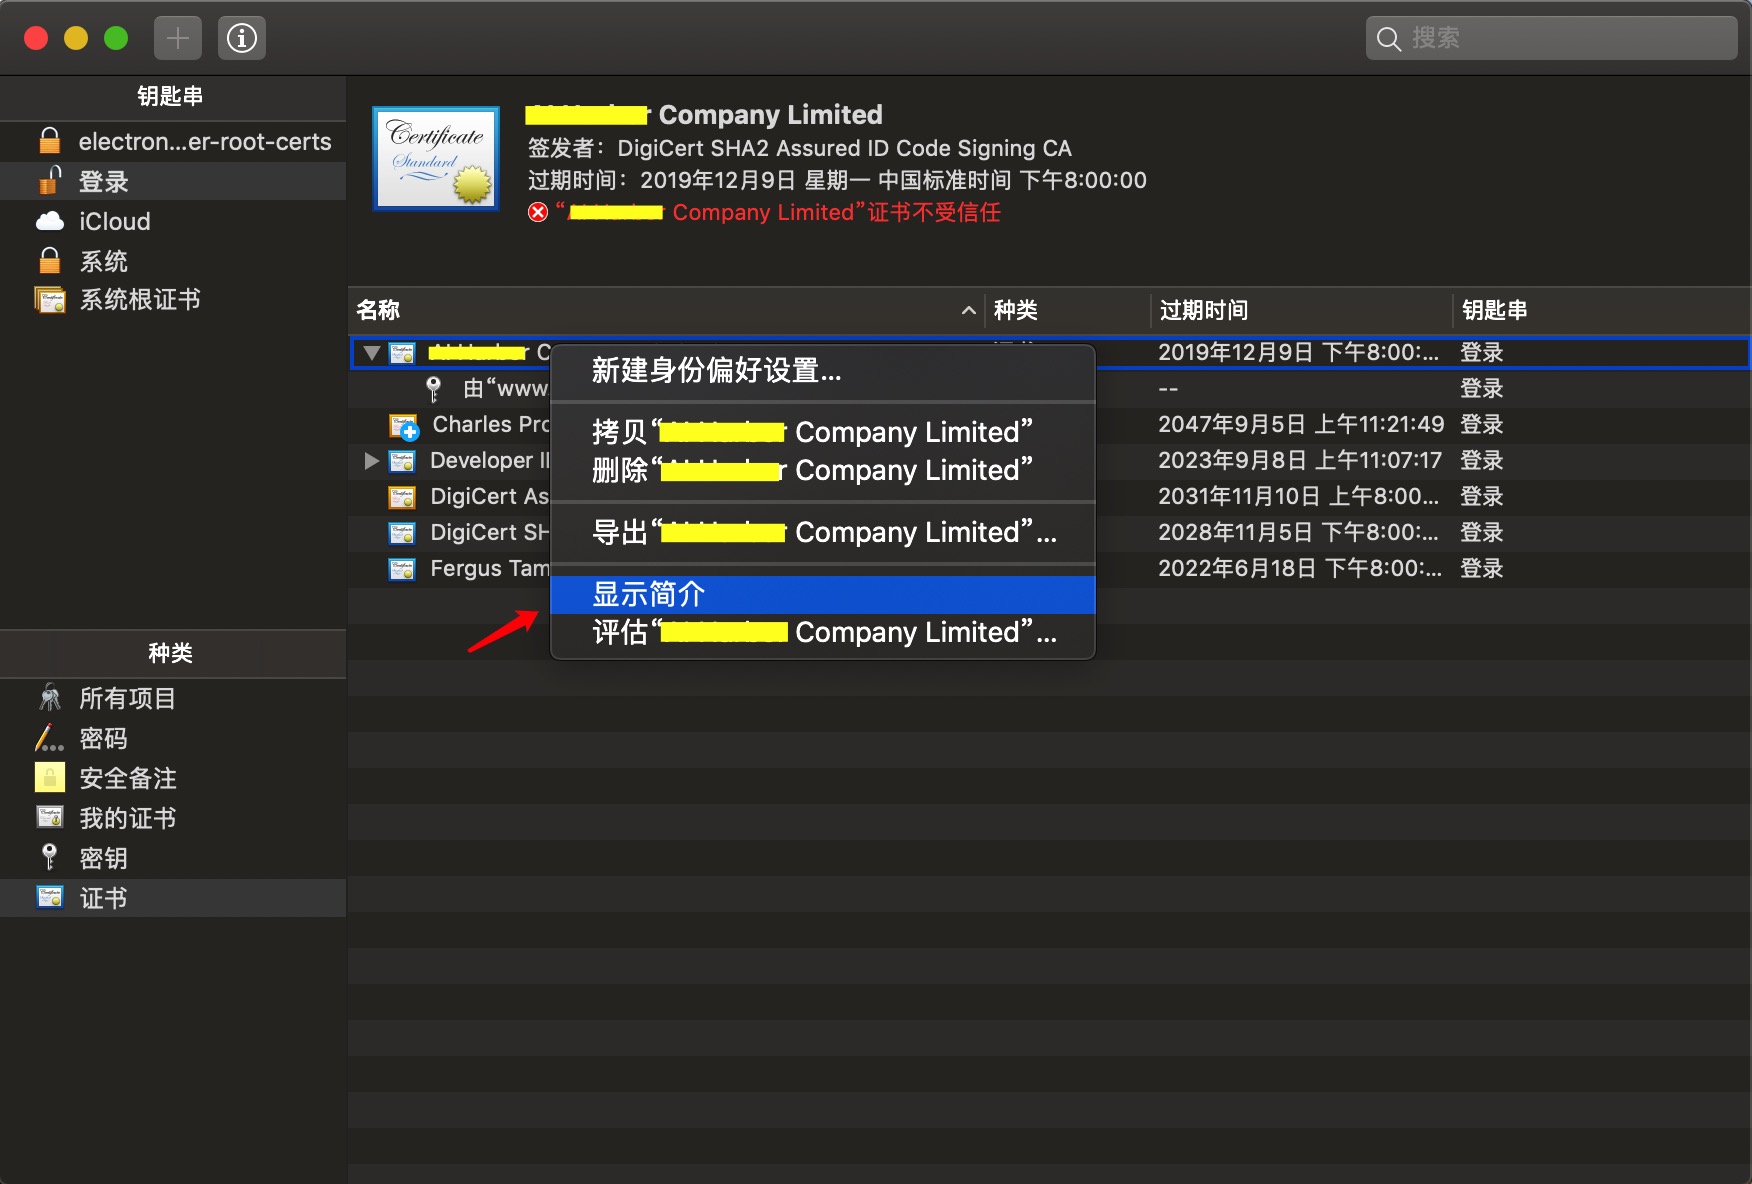 搜索
钥匙串
electron...er-root-certs
登录
iCloud
系统
系统根证书
种类
所有项目
密码
安全备注
我的证书
密钥
证书
Certificate
Standard
Company Limited
签发者：DigiCert SHA2 Assured ID Code Signing CA
过期时间：2019年12月9日 星期一 中国标准时间 下午8:00:00
“ Company Limited”证书不受信任
名称 种类 过期时间 钥匙串
C 2019年12月9日 下午8:00:... 登录
由“www. -- 登录
Charles Pro 2047年9月5日 上午11:21:49 登录
Developer I 2023年9月8日 上午11:07:17 登录
DigiCert As 2031年11月10日 上午8:00... 登录
DigiCert SH 2028年11月5日 下午8:00:... 登录
Fergus Tam 2022年6月18日 下午8:00:... 登录
新建身份偏好设置...
拷贝“ Company Limited”
删除“ Company Limited”
导出“ Company Limited”...
显示简介
评估“ Company Limited”...